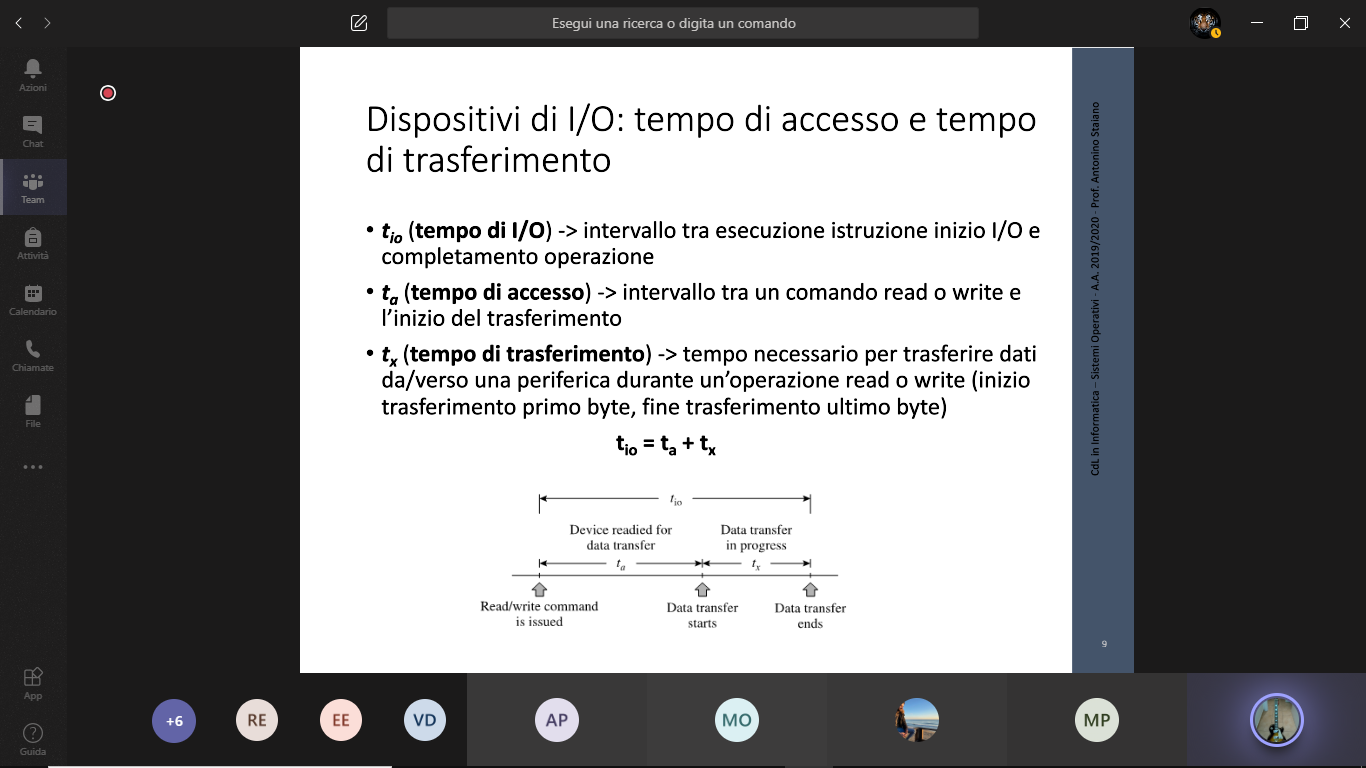 Esegui una ricerca o digita un comando
Azioni
Chat
Team
Attività
Calendario
Chiamate
File
App
Guida
Dispositivi di I/O: tempo di accesso e tempo
di trasferimento
• tio (tempo di I/O) -> intervallo tra esecuzione istruzione inizio I/O e
completamento operazione
• ta (tempo di accesso) -> intervallo tra un comando read o write e
l’inizio del trasferimento
• tx (tempo di trasferimento) -> tempo necessario per trasferire dati
da/verso una periferica durante un’operazione read o write (inizio
trasferimento primo byte, fine trasferimento ultimo byte)
tio = ta + tx
tio
Device readied for
data transfer
Data transfer
in progress
ta
tx
Read/write command
is issued
Data transfer
starts
Data transfer
ends
CdL in Informatica – Sistemi Operativi - A.A. 2019/2020 - Prof. Antonino Staiano
9
+6
RE
EE
VD
AP
MO
MP